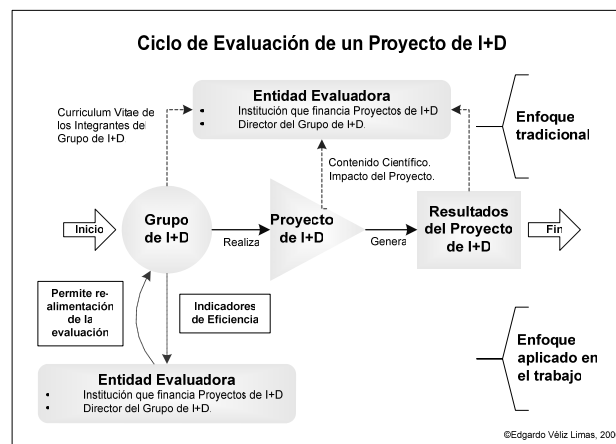 Ciclo de Evaluación de un Proyecto de I+D
Entidad Evaluadora
• Institución que financia Proyectos de I+D
• Director del Grupo de I+D.
Curriculum Vitae de
los Integrantes del
Grupo de I+D
Enfoque
tradicional
Contenido Científico.
Impacto del Proyecto.
Inicio
Grupo
de I+D
Realiza
Proyecto
de I+D
Genera
Resultados
del Proyecto
de I+D
Fin
Permite re-
alimentación
de la
evaluación
Indicadores
de Eficiencia
Enfoque
aplicado en
el trabajo
Entidad Evaluadora
• Institución que financia Proyectos de I+D
• Director del Grupo de I+D.
©Edgardo Véliz Limas, 200